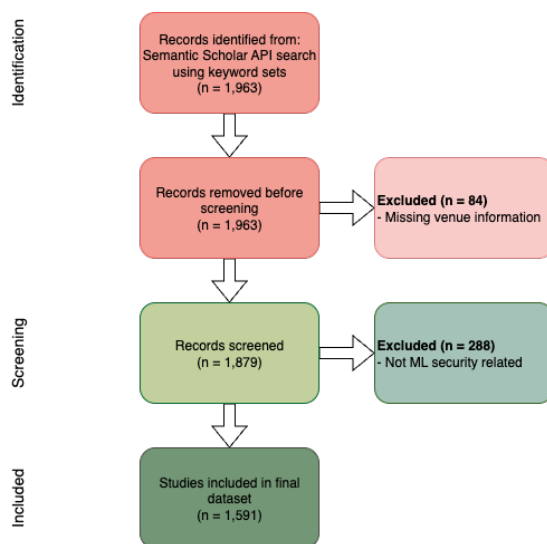 Identification
Records identified from:
Semantic Scholar API search
using keyword sets
(n = 1,963)
Records removed before
screening
(n = 1,963)
Excluded (n = 84)
- Missing venue information
Screening
Records screened
(n = 1,879)
Excluded (n = 288)
- Not ML security related
Included
Studies included in final
dataset
(n = 1,591)